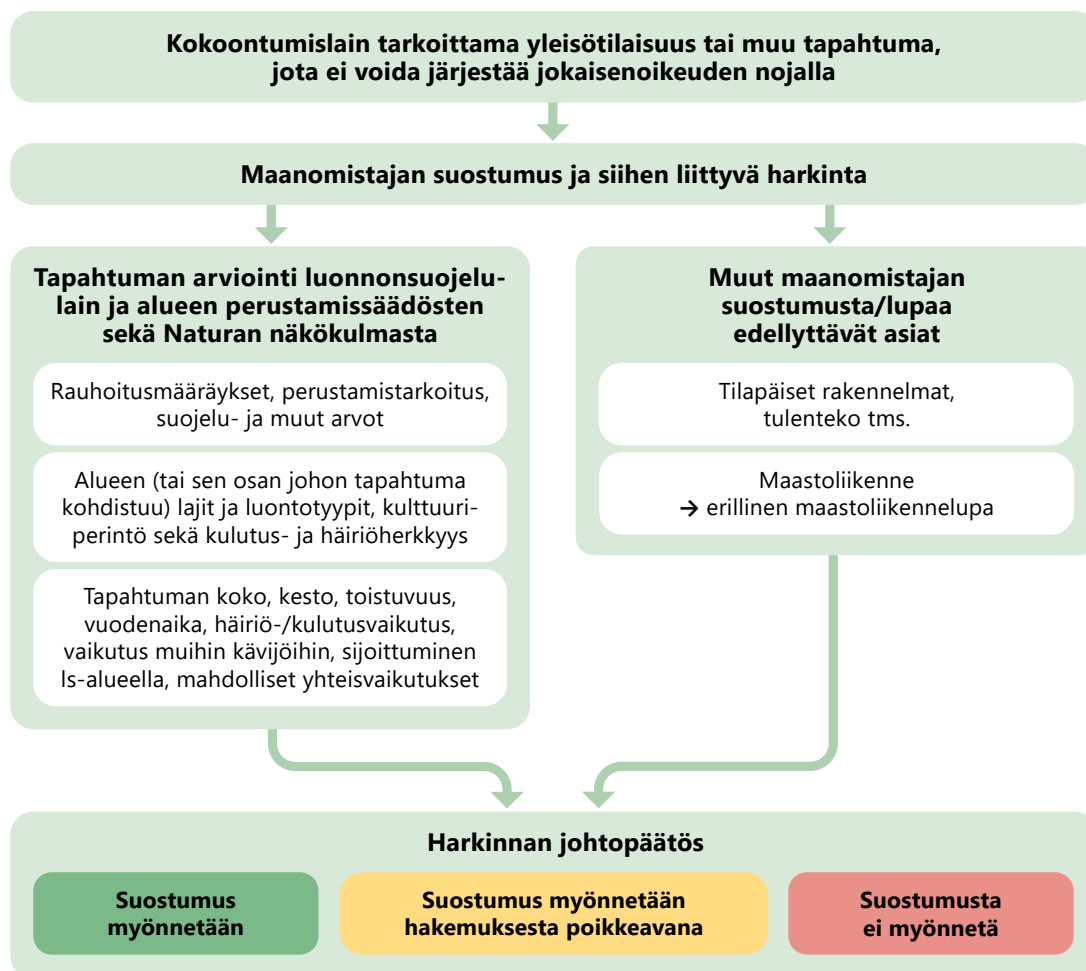 Kokoontumislain tarkoittama yleisötilaisuus tai muu tapahtuma,
jota ei voida järjestää jokaisenoikeuden nojalla
Maanomistajan suostumus ja siihen liittyvä harkinta
Tapahtuman arviointi luonnonsuojelu-
lain ja alueen perustamissäädösten
sekä Naturan näkökulmasta
Rauhoitusmääräykset, perustamistarkoitus,
suojelu- ja muut arvot
Alueen (tai sen osan johon tapahtuma
kohdistuu) lajit ja luontotyypit, kulttuuri-
perintö sekä kulutus- ja häiriöherkkyys
Tapahtuman koko, kesto, toistuvuus,
vuodenaika, häiriö-/kulutusvaikutus,
vaikutus muihin kävijöihin, sijoittuminen
ls-alueella, mahdolliset yhteisvaikutukset
Muut maanomistajan
suostumusta/lupaa
edellyttävät asiat
Tilapäiset rakennelmat,
tulenteko tms.
Maastoliikenne
→ erillinen maastoliikennelupa
Harkinnan johtopäätös
Suostumus
myönnetään
Suostumus myönnetään
hakemuksesta poikkeavana
Suostumusta
ei myönnetä